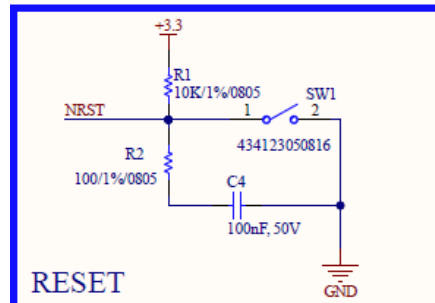 +3.3
R1
10K/1%/0805
SW1
NRST
1
2
434123050816
R2
100/1%/0805
C4
100nF, 50V
RESET
GND